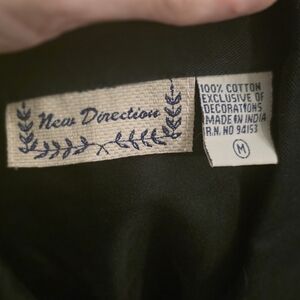 New Direction
100% COTTON
EXCLUSIVE OF
DECORATIONS
MADE IN INDIA
R.N. NO 94153
M